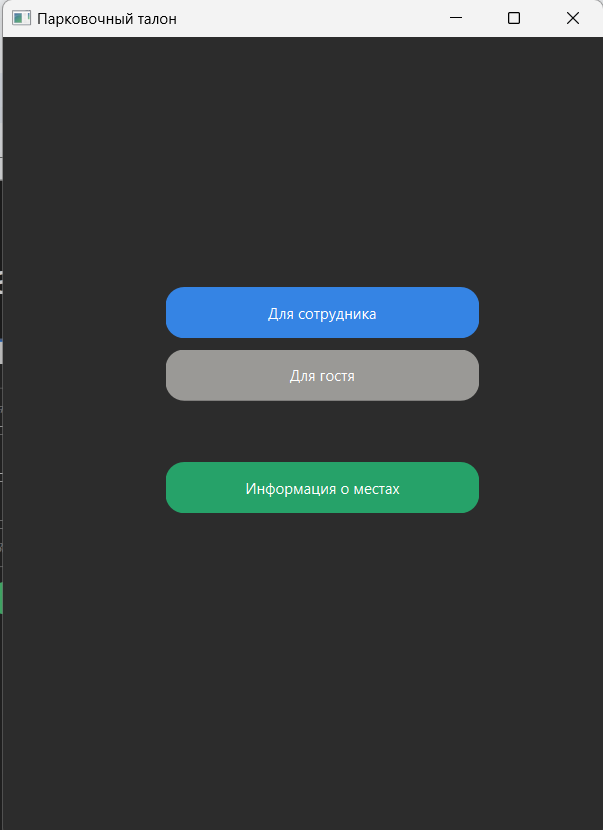 Парковочный талон
Для сотрудника
Для гостя
Информация о местах